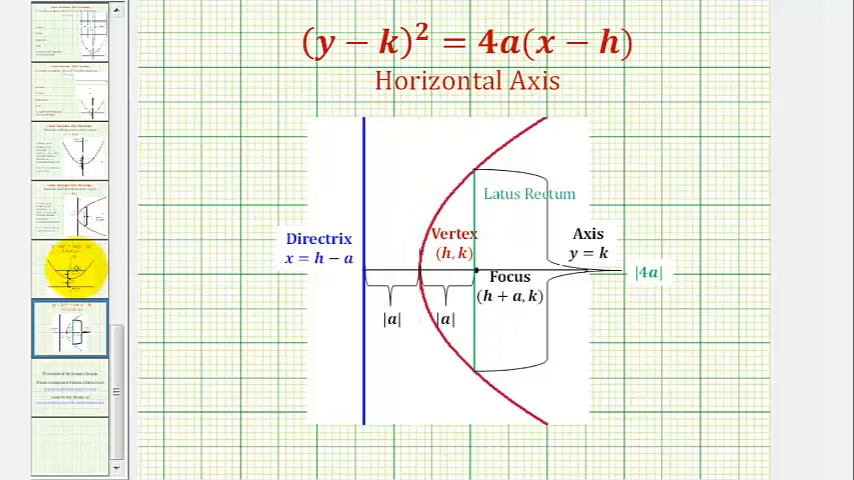 (y − k)² = 4a(x − h)
Horizontal Axis
Latus Rectum
Directrix
x = h − a
Vertex
(h, k)
Axis
y = k
Focus
(h + a, k)
|4a|
|a|
|a|